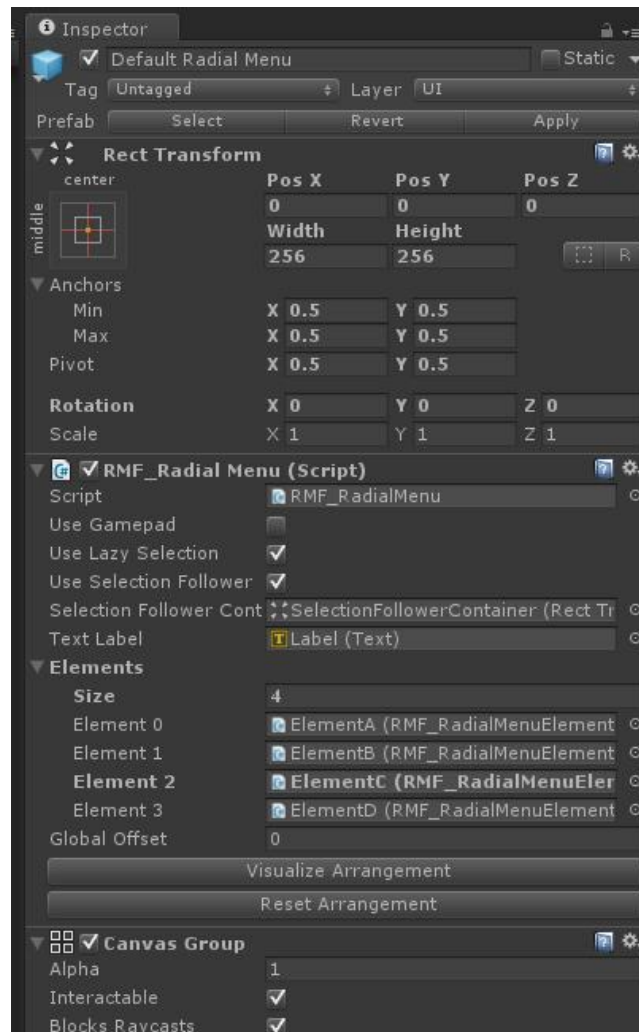 Inspector
Default Radial Menu Static
Tag Untagged Layer UI
Prefab Select Revert Apply
Rect Transform
center Pos X Pos Y Pos Z
middle
0 0 0
Width Height
256 256 R
Anchors
Min X 0.5 Y 0.5
Max X 0.5 Y 0.5
Pivot X 0.5 Y 0.5
Rotation X 0 Y 0 Z 0
Scale X 1 Y 1 Z 1
RMF_Radial Menu (Script)
Script RMF_RadialMenu
Use Gamepad
Use Lazy Selection
Use Selection Follower
Selection Follower Cont SelectionFollowerContainer (Rect Tr
Text Label Label (Text)
Elements
Size 4
Element 0 ElementA (RMF_RadialMenuElement
Element 1 ElementB (RMF_RadialMenuElement
Element 2 ElementC (RMF_RadialMenuEler
Element 3 ElementD (RMF_RadialMenuElement
Global Offset 0
Visualize Arrangement
Reset Arrangement
Canvas Group
Alpha 1
Interactable
Blocks Raycasts